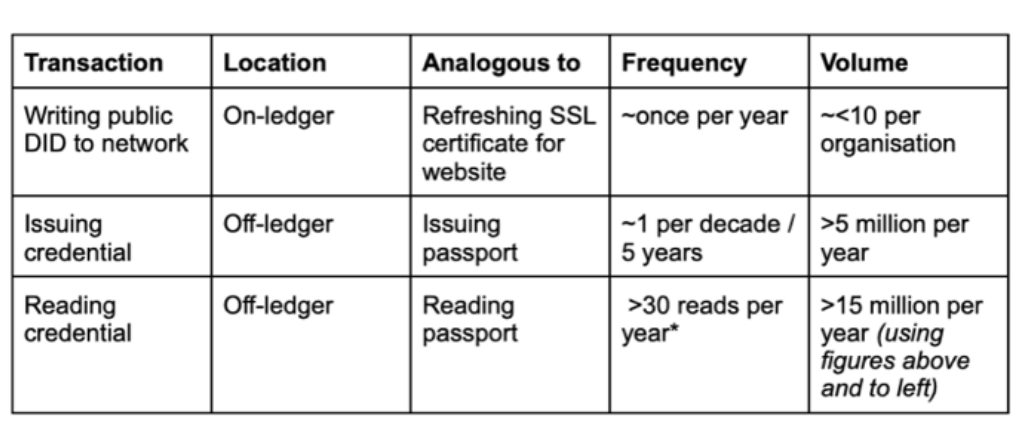 Transaction Location Analogous to Frequency Volume
Writing public
DID to network
On-ledger
Refreshing SSL
certificate for
website
~once per year
~<10 per
organisation
Issuing
credential
Off-ledger
Issuing
passport
~1 per decade /
5 years
>5 million per
year
Reading
credential
Off-ledger
Reading
passport
>30 reads per
year*
>15 million per
year (using
figures above
and to left)